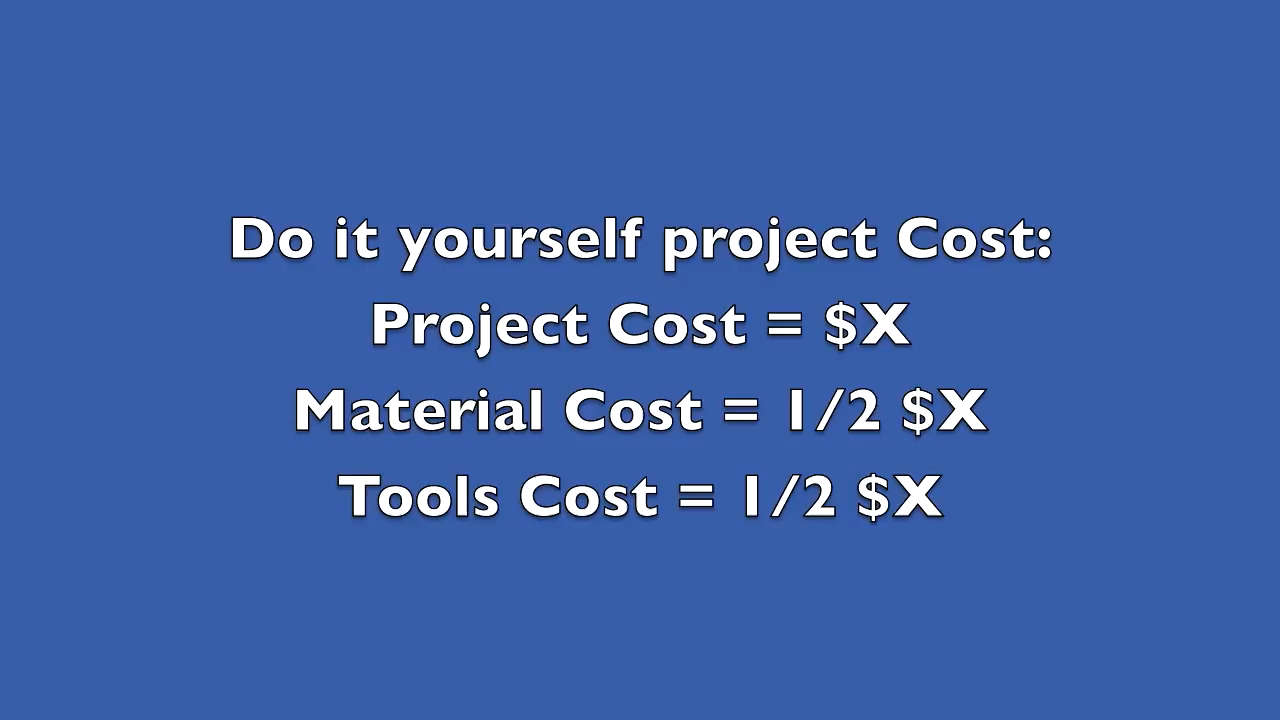 Do it yourself project Cost:
Project Cost = $X
Material Cost = 1/2 $X
Tools Cost = 1/2 $X